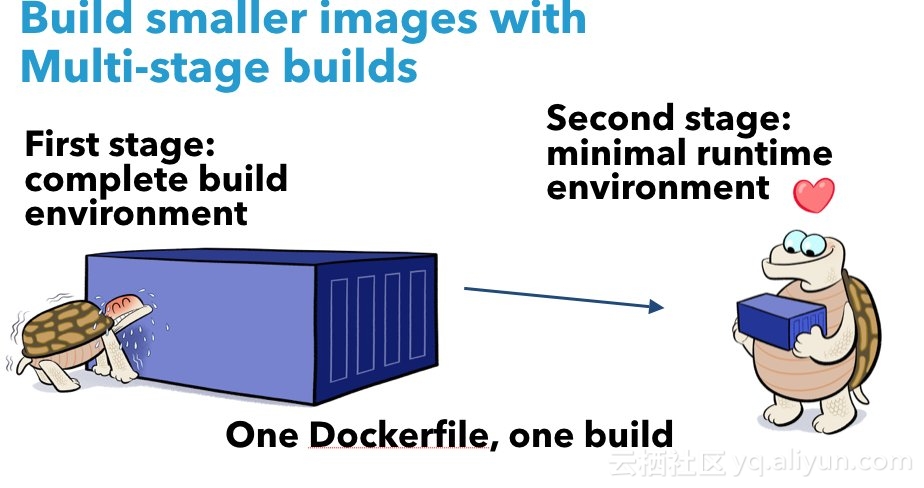 Build smaller images with
Multi-stage builds
First stage:
complete build
environment
Second stage:
minimal runtime
environment
One Dockerfile, one build
云栖社区 yq.aliyun.com